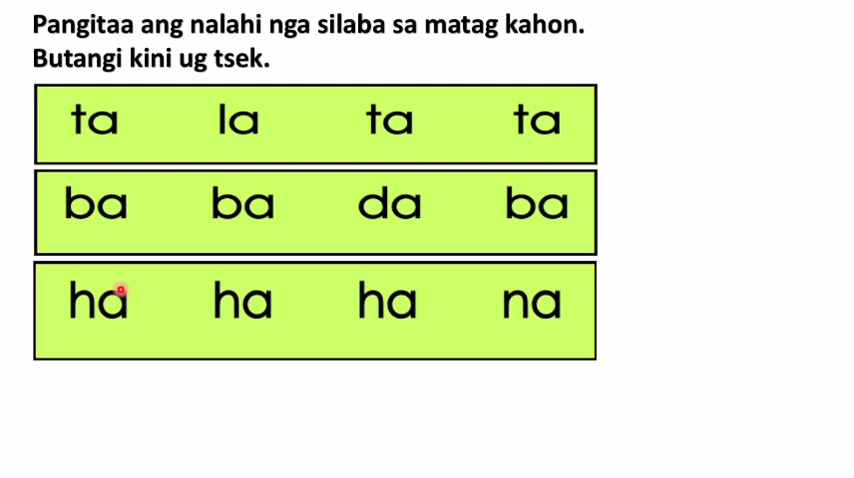 Pangitaa ang nalahi nga silaba sa matag kahon.
Butangi kini ug tsek.
ta la ta ta
ba ba da ba
ha ha ha na